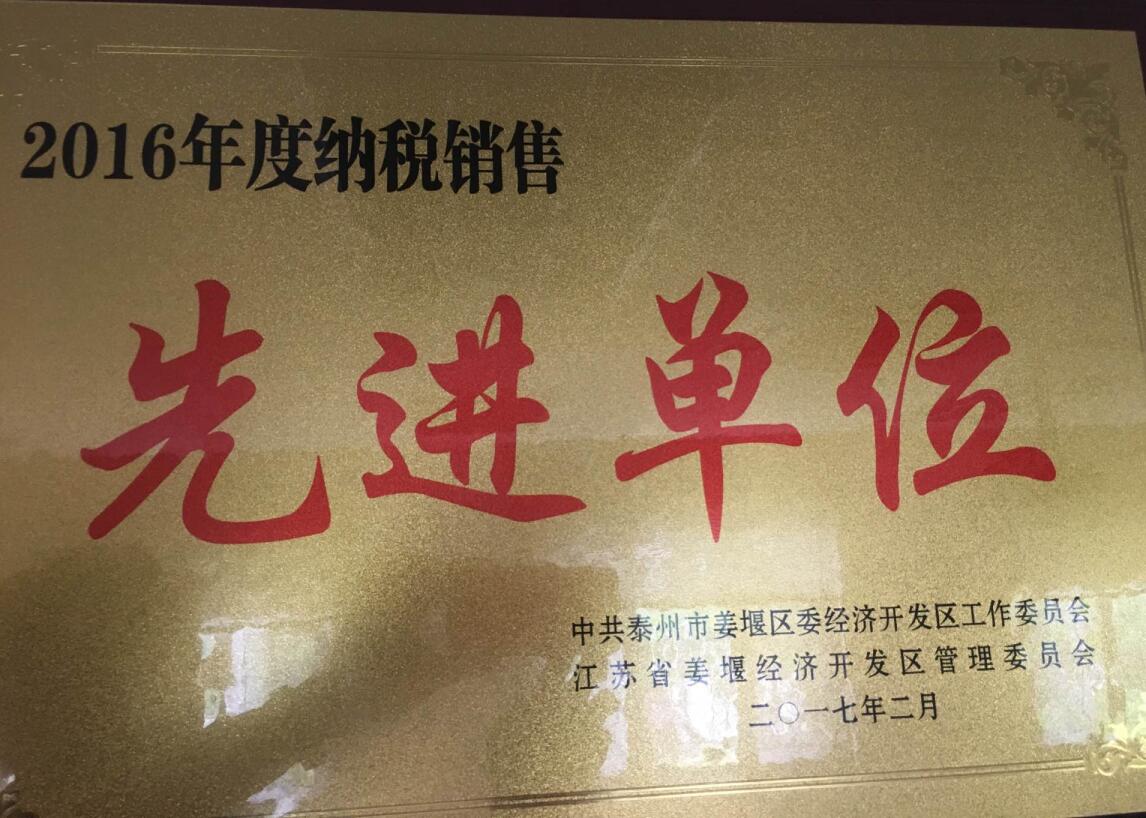 2016年度纳税销售
先进单位
中共泰州市姜堰区委经济开发区工作委员会
江苏省姜堰经济开发区管理委员会
二〇一七年二月